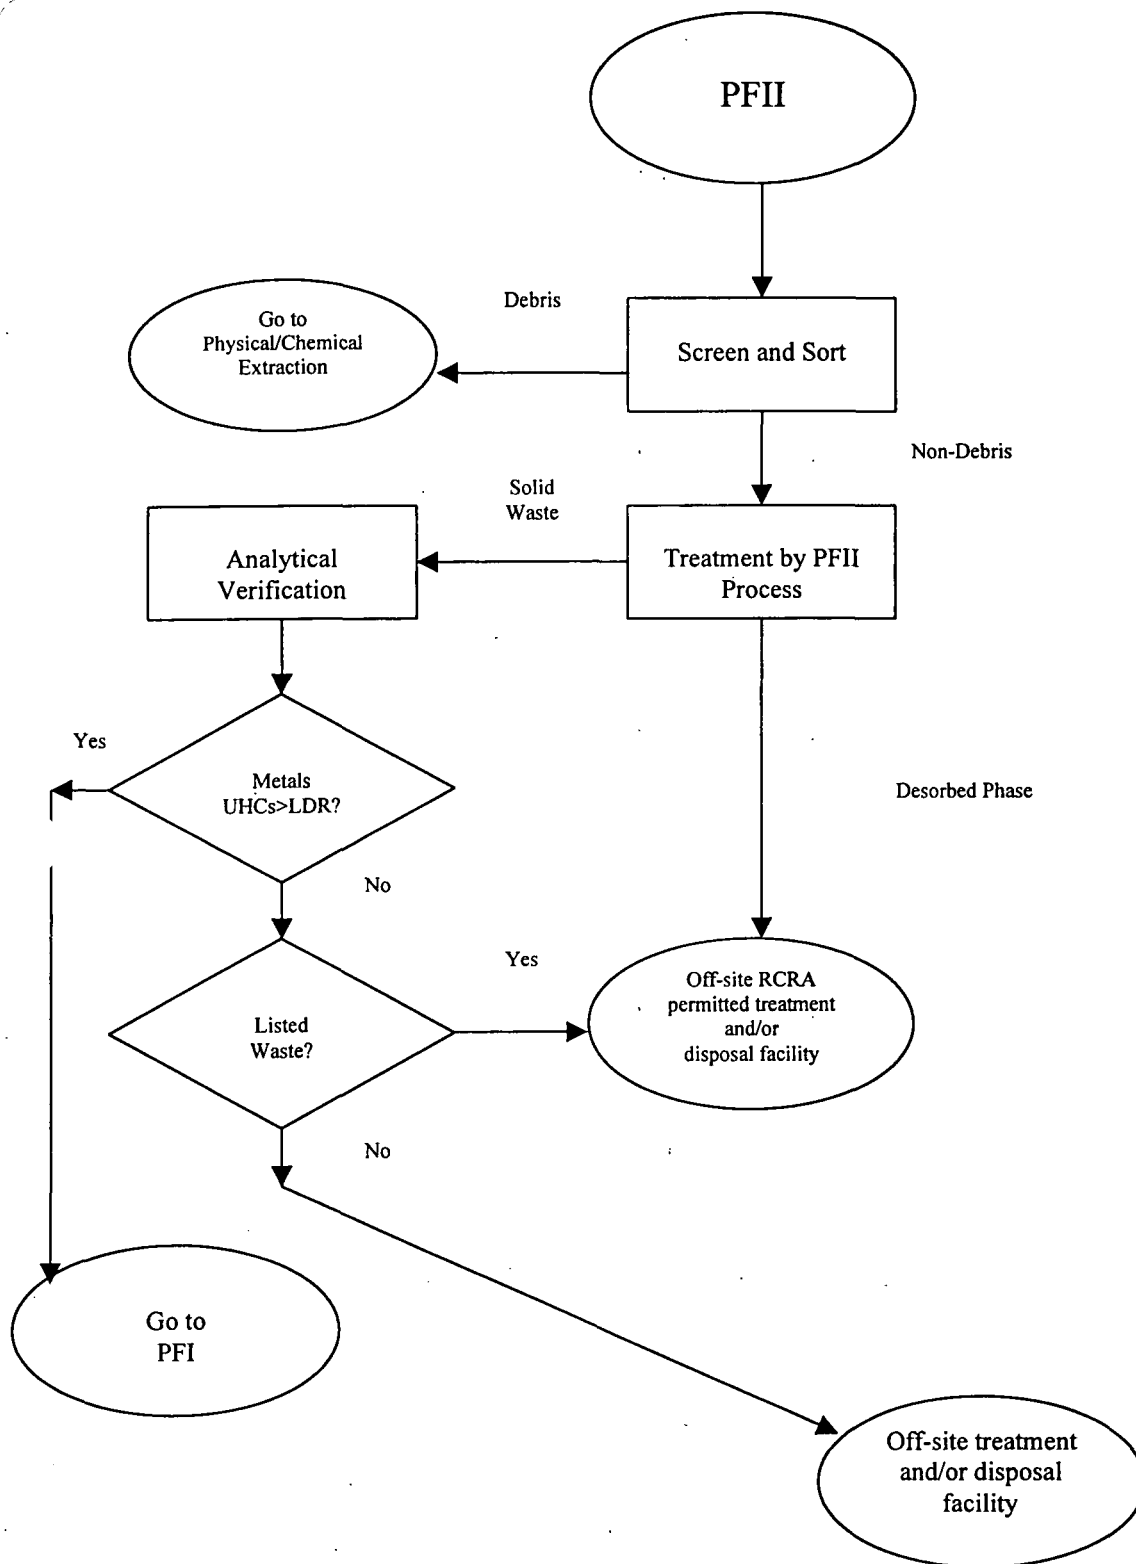 PFII
Debris
Go to
Physical/Chemical
Extraction
Screen and Sort
Non-Debris
Solid
Waste
Analytical
Verification
Treatment by PFII
Process
Yes
Metals
UHCs>LDR?
Desorbed Phase
No
Yes
Listed
Waste?
Off-site RCRA
permitted treatment
and/or
disposal facility
No
Go to
PFI
Off-site treatment
and/or disposal
facility